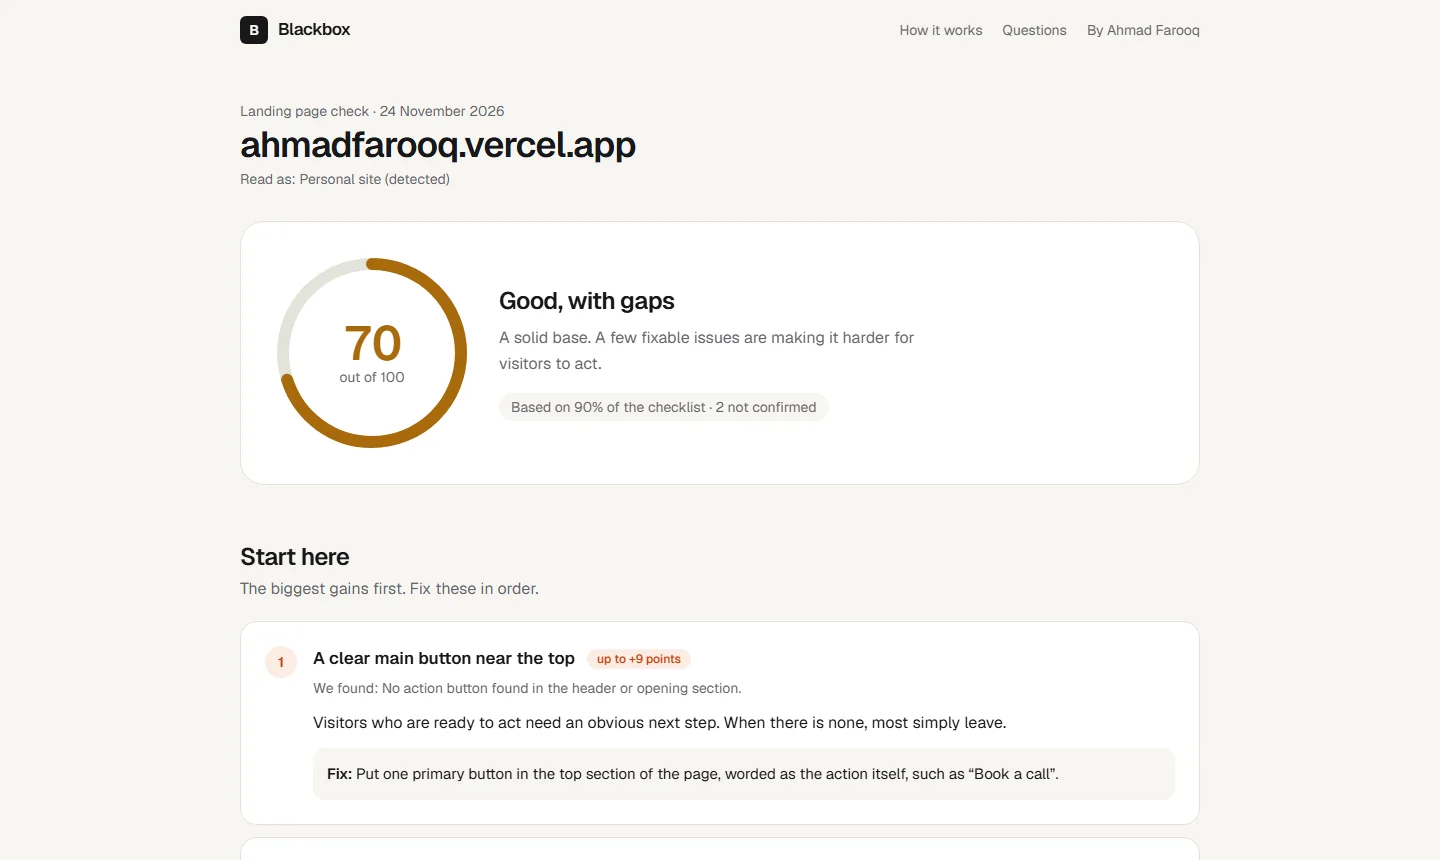 B Blackbox
How it works Questions By Ahmad Farooq
Landing page check · 24 November 2026
ahmadfarooq.vercel.app
Read as: Personal site (detected)
70
out of 100
Good, with gaps
A solid base. A few fixable issues are making it harder for
visitors to act.
Based on 90% of the checklist · 2 not confirmed
Start here
The biggest gains first. Fix these in order.
1 A clear main button near the top up to +9 points
We found: No action button found in the header or opening section.
Visitors who are ready to act need an obvious next step. When there is none, most simply leave.
Fix: Put one primary button in the top section of the page, worded as the action itself, such as “Book a call”.